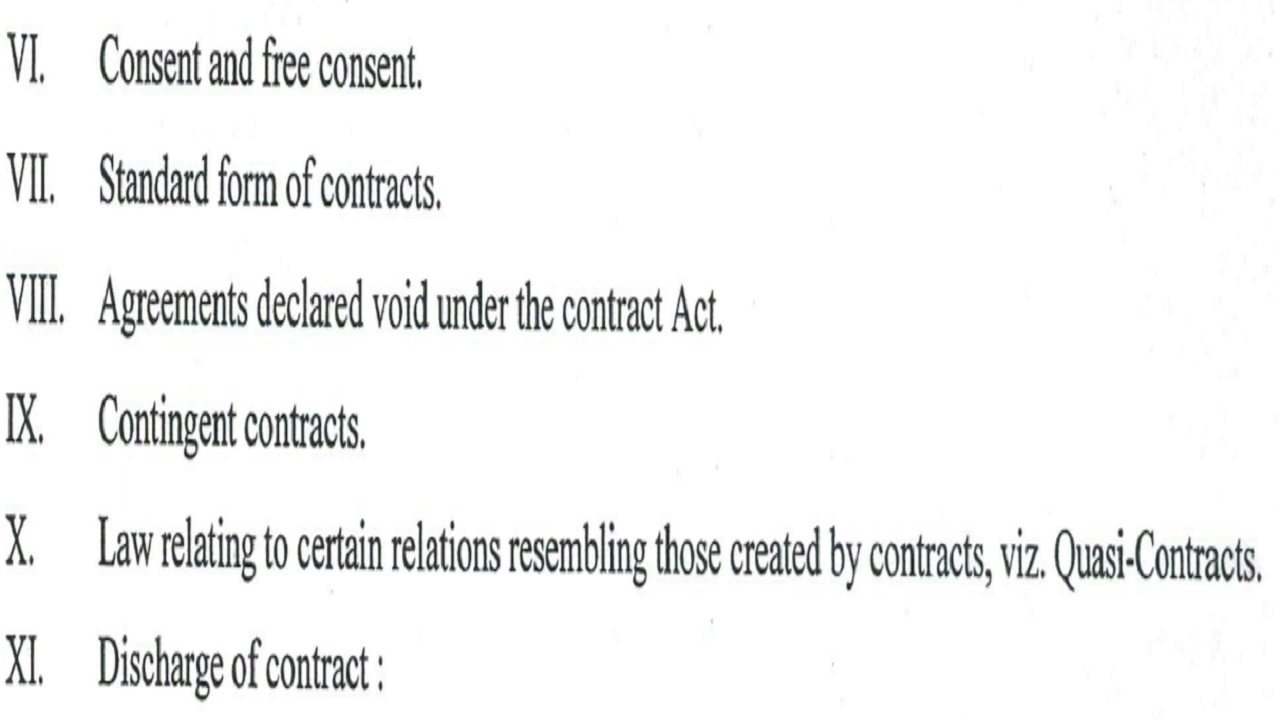 VI. Consent and free consent.
VII. Standard form of contracts.
VIII. Agreements declared void under the contract Act.
IX. Contingent contracts.
X. Law relating to certain relations resembling those created by contracts, viz. Quasi-Contracts.
XI. Discharge of contract :